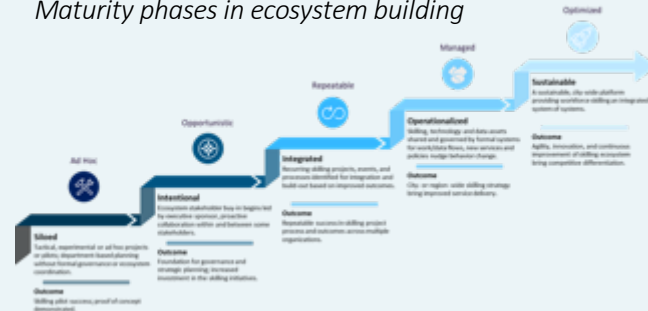 Maturity phases in ecosystem building
Optimized
Managed
Repeatable
Opportunistic
Ad Hoc
Sustainable
A sustainable, city-wide platform
providing workforce skilling an integrated
system of systems.
Outcome
Agility, innovation, and continuous
improvement of skilling ecosystem
bring competitive differentiation.
Operationalized
Skilling, technology and data assets
shared and governed by formal systems
for work/data flows, new services and
policies nudge behavior change.
Outcome
City- or region-wide skilling strategy
bring improved service delivery.
Integrated
Recurring skilling projects, events, and
processes identified for integration and
build-out based on improved outcomes.
Outcome
Repeatable success in skilling project
process and outcomes across multiple
organizations.
Intentional
Ecosystem stakeholder buy-in begins led
by executive sponsor, proactive
collaboration within and between some
stakeholders.
Outcome
Foundation for governance and
strategic planning; increased
investment in the skilling initiatives.
Siloed
Tactical, experimental or ad hoc projects
or pilots; department-based planning
without formal governance or ecosystem
coordination.
Outcome
Skilling pilot success; proof of concept
demonstrated.